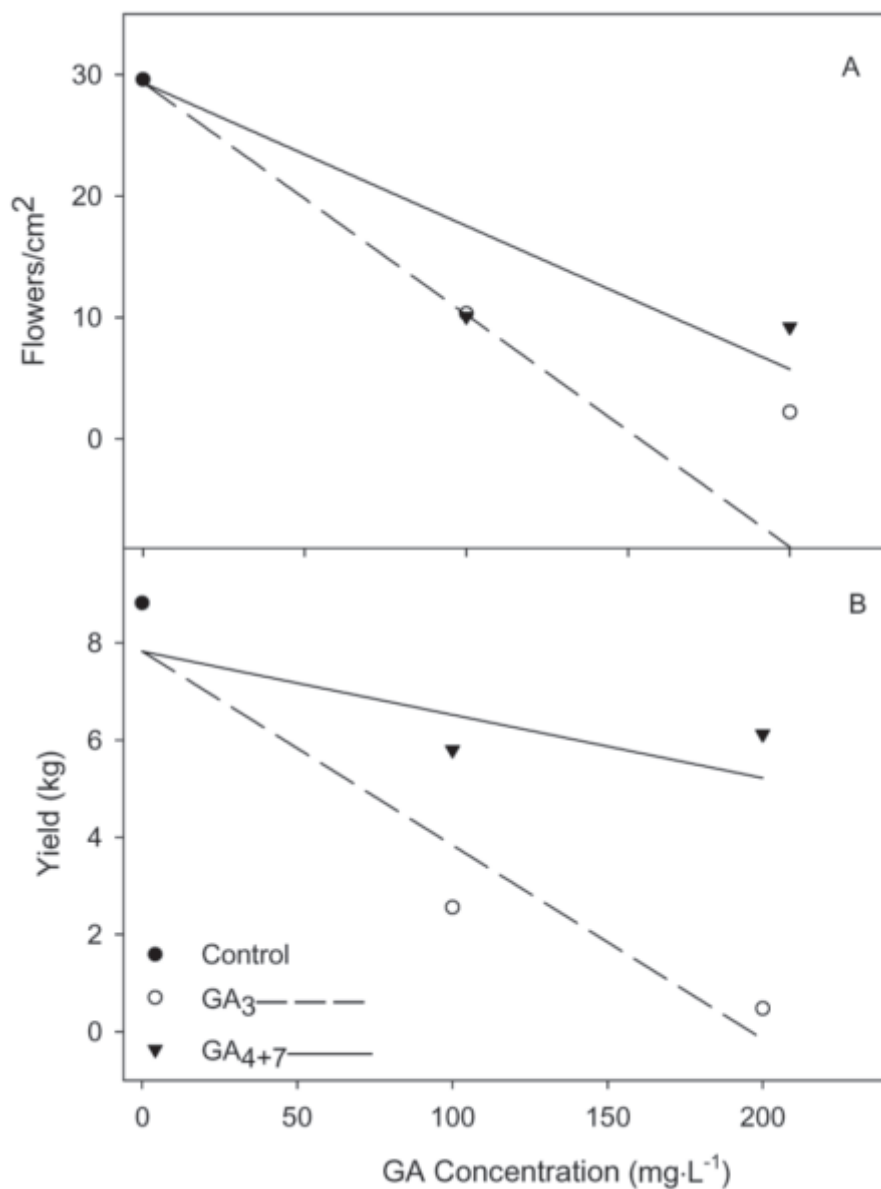 A
30
20
10
0
Flowers/cm²
B
8
6
4
2
0
Yield (kg)
Control
GA₃
GA₄₊₇
0 50 100 150 200
GA Concentration (mg·L⁻¹)